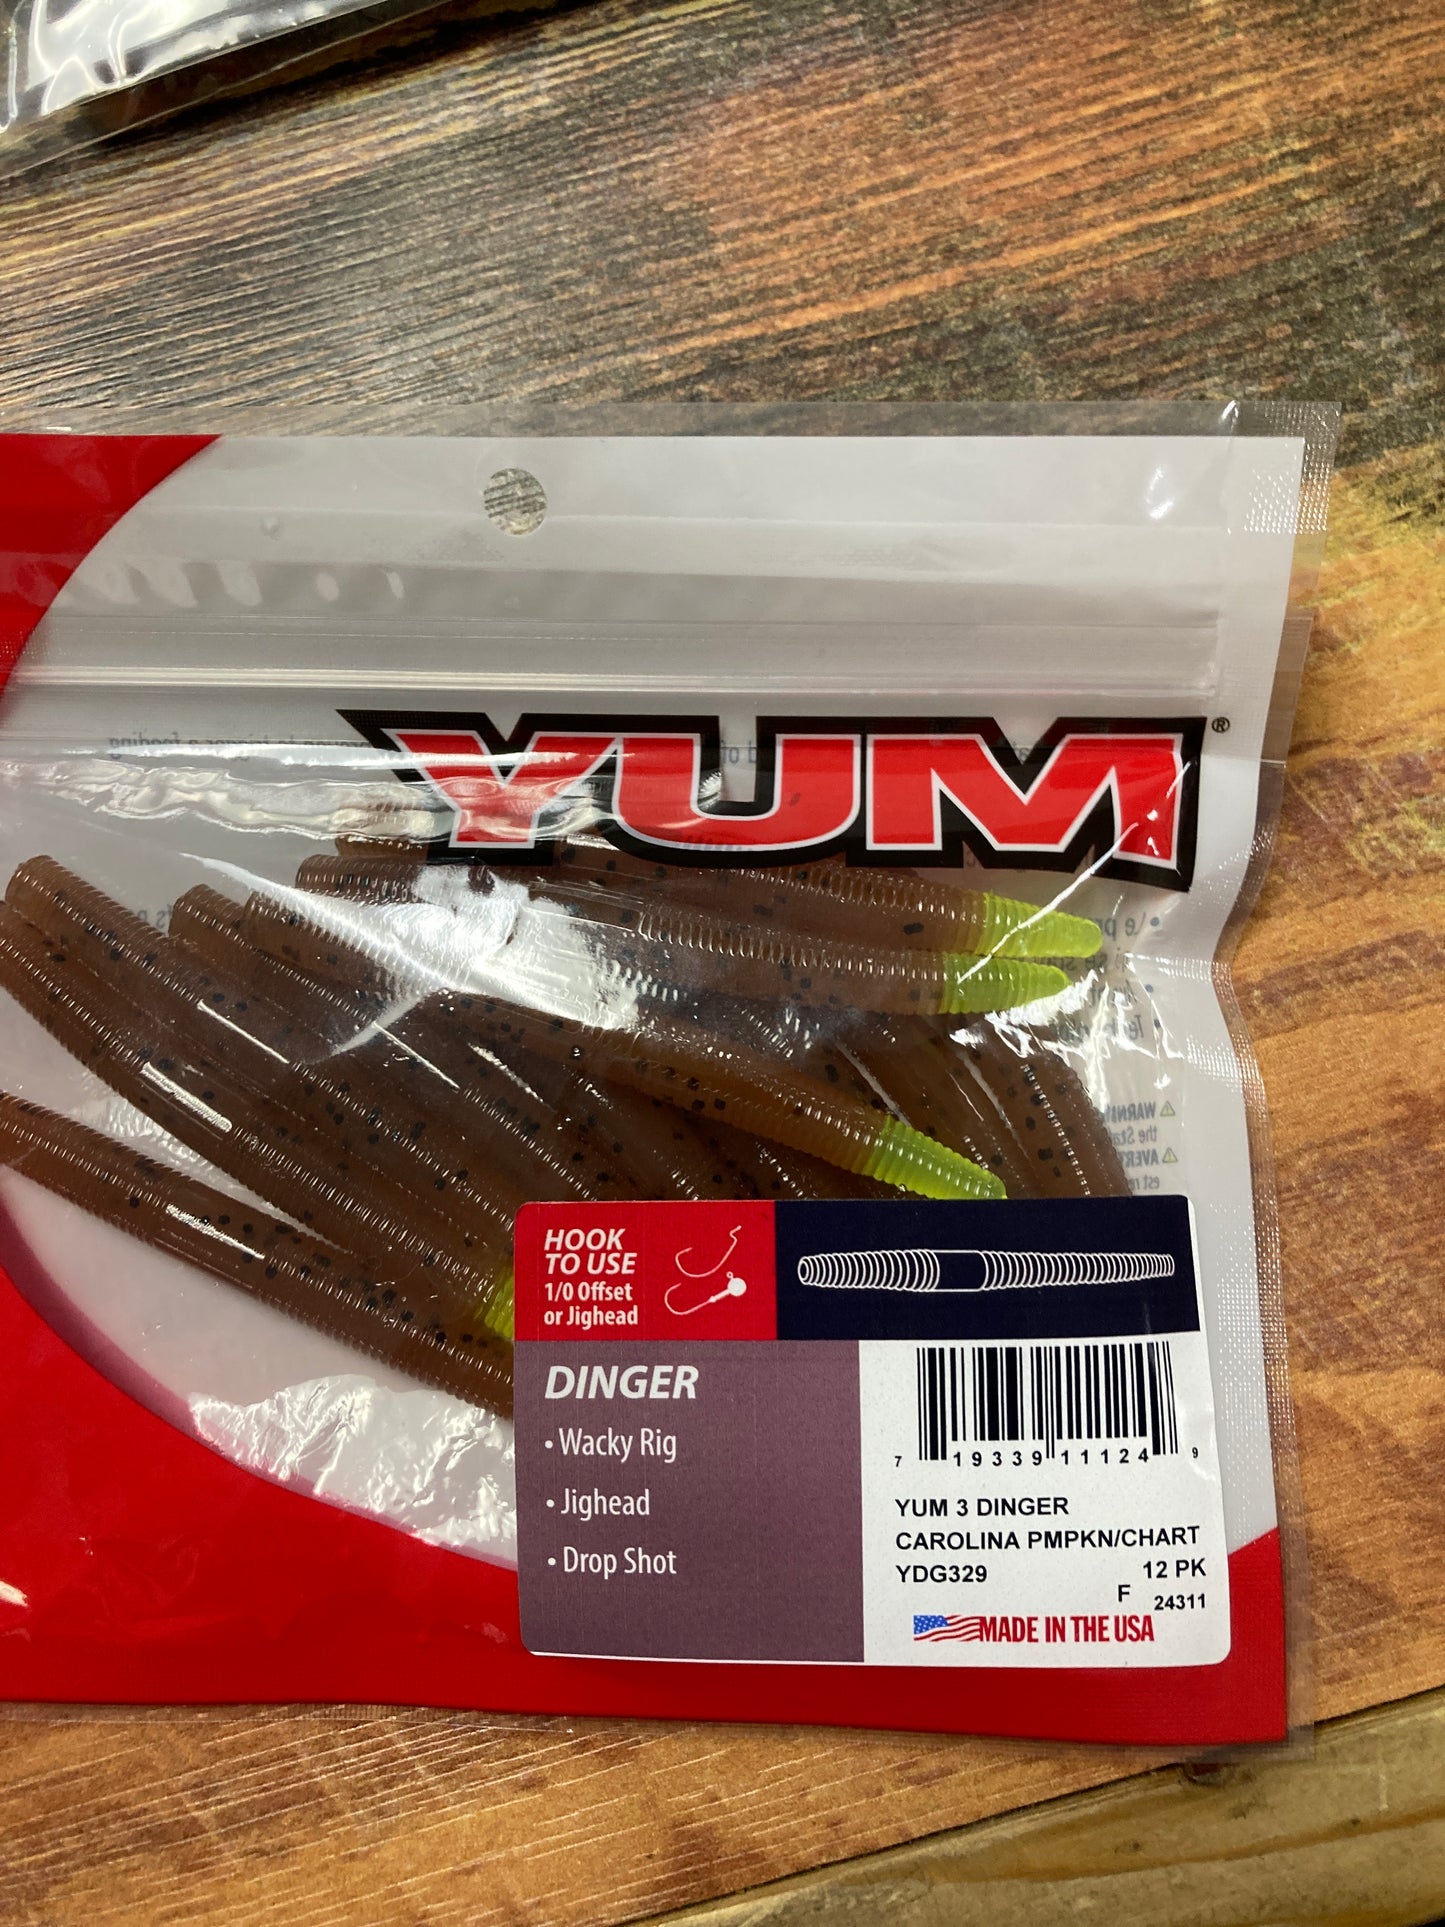 YUM®
HOOK
TO USE
1/0 Offset
or Jighead
DINGER
• Wacky Rig
• Jighead
• Drop Shot
7 19339 11124 9
YUM 3 DINGER
CAROLINA PMPKN/CHART
YDG329 12 PK
F 24311
MADE IN THE USA